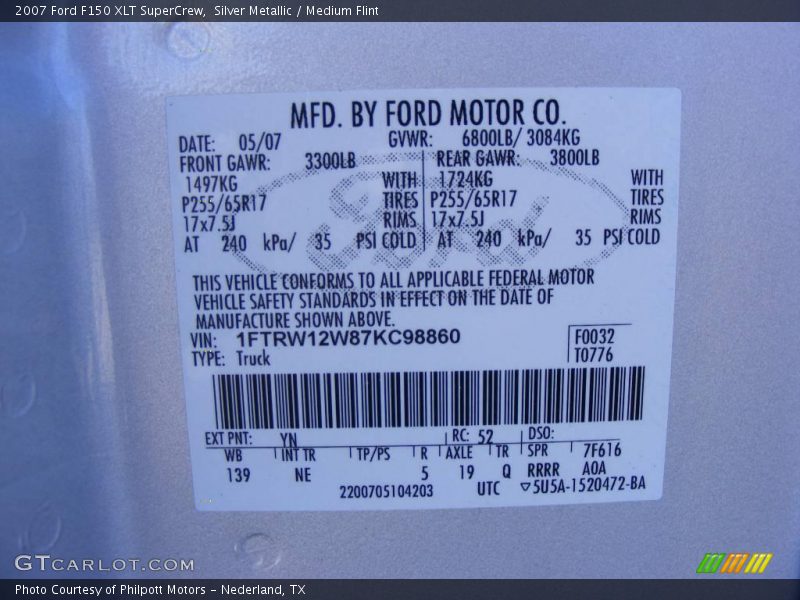 2007 Ford F150 XLT SuperCrew,  Silver Metallic / Medium Flint
MFD. BY FORD MOTOR CO.
DATE: 05/07 GVWR: 6800LB/ 3084KG
FRONT GAWR: 3300LB REAR GAWR: 3800LB
1497KG WITH 1724KG WITH
P255/65R17 TIRES P255/65R17 TIRES
17x7.5J RIMS 17x7.5J RIMS
AT 240 kPa/ 35 PSI COLD AT 240 kPa/ 35 PSI COLD
Ford
THIS VEHICLE CONFORMS TO ALL APPLICABLE FEDERAL MOTOR
VEHICLE SAFETY STANDARDS IN EFFECT ON THE DATE OF
MANUFACTURE SHOWN ABOVE.
VIN: 1FTRW12W87KC98860 F0032
TYPE: Truck T0776
EXT PNT: YN RC: 52 DSO:
WB INT TR TP/PS R AXLE TR SPR 7F616
139 NE 5 19 Q RRRR A0A
2200705104203 UTC ▽5U5A-1520472-BA
GTCARLOT.COM
Photo Courtesy of Philpott Motors – Nederland, TX